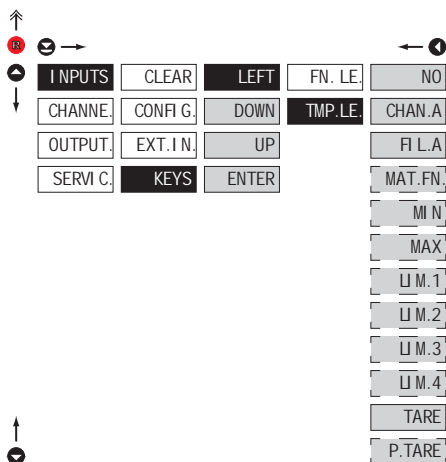 R
INPUTS CLEAR LEFT FN. LE. NO
CHANNE. CONFIG. DOWN TMP.LE. CHAN.A
OUTPUT. EXT.IN. UP FIL.A
SERVIC. KEYS ENTER MAT.FN.
MIN
MAX
LIM.1
LIM.2
LIM.3
LIM.4
TARE
P.TARE